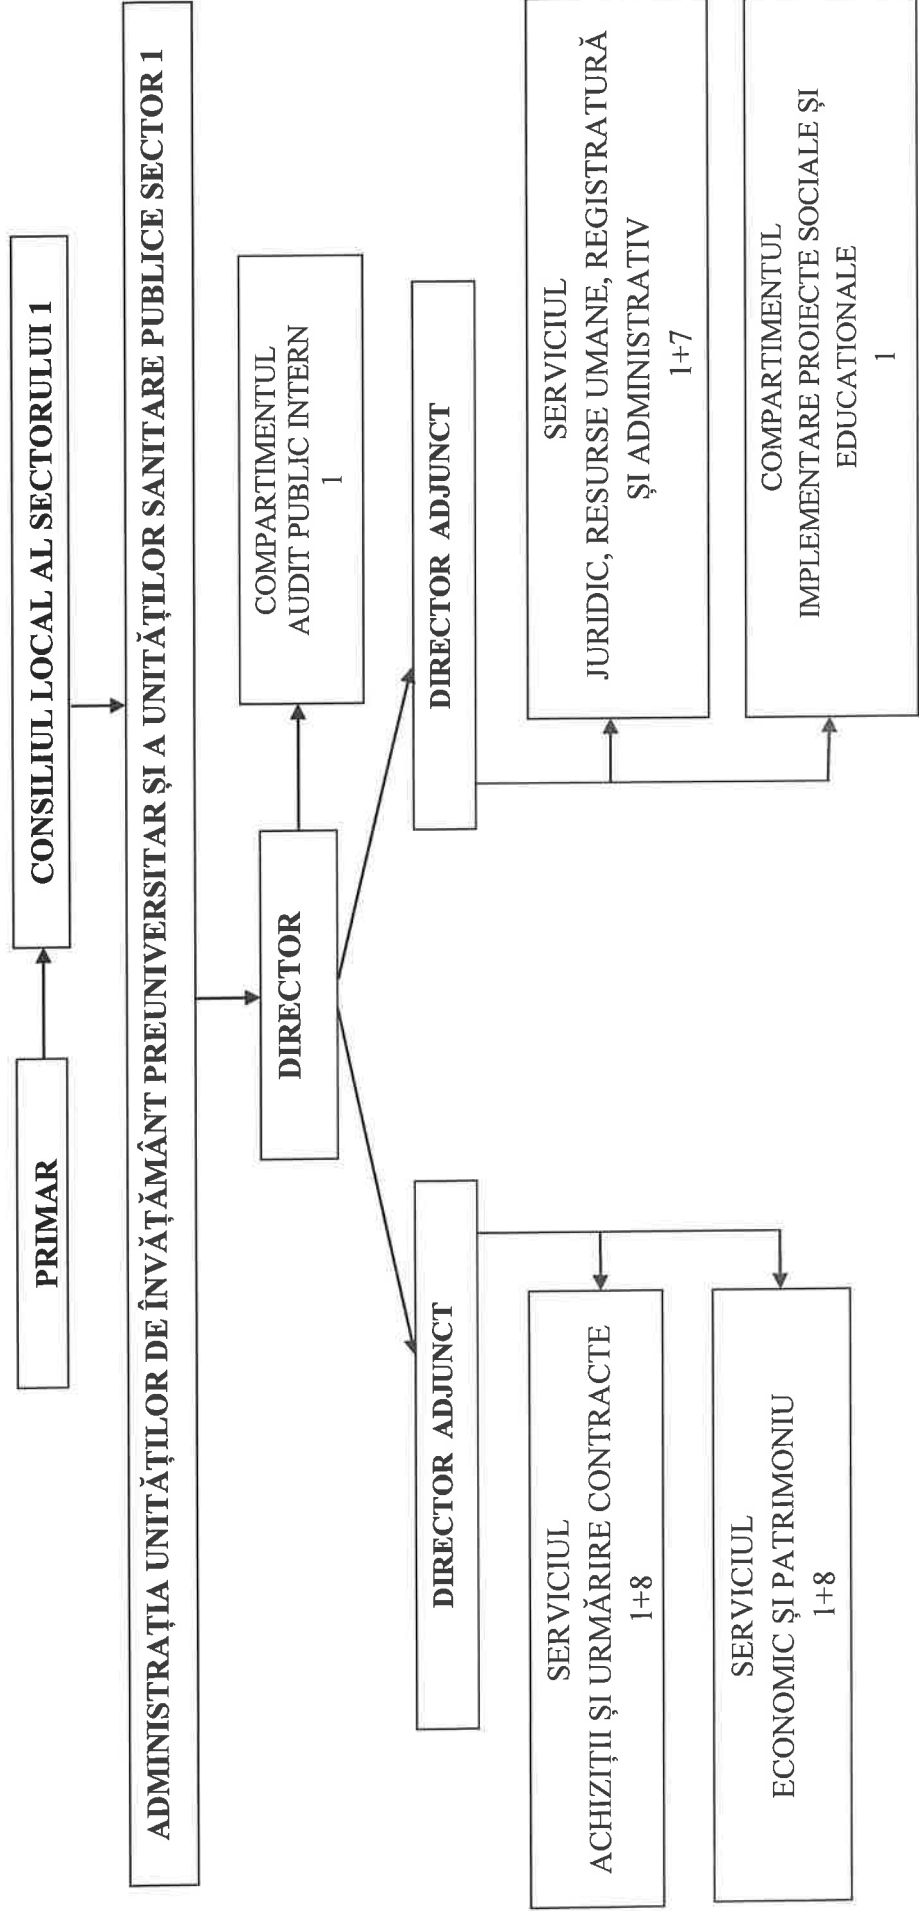 PRIMAR
CONSILIUL LOCAL AL SECTORULUI 1
ADMINISTRAȚIA UNITĂȚILOR DE ÎNVĂȚĂMÂNT PREUNIVERSITAR ȘI A UNITĂȚILOR SANITARE PUBLICE SECTOR 1
DIRECTOR
COMPARTIMENTUL
AUDIT PUBLIC INTERN
1
DIRECTOR ADJUNCT
DIRECTOR ADJUNCT
SERVICIUL
ACHIZIȚII ȘI URMĂRIRE CONTRACTE
1+8
SERVICIUL
ECONOMIC ȘI PATRIMONIU
1+8
SERVICIUL
JURIDIC, RESURSE UMANE, REGISTRATURĂ
ȘI ADMINISTRATIV
1+7
COMPARTIMENTUL
IMPLEMENTARE PROIECTE SOCIALE ȘI
EDUCATIONALE
1